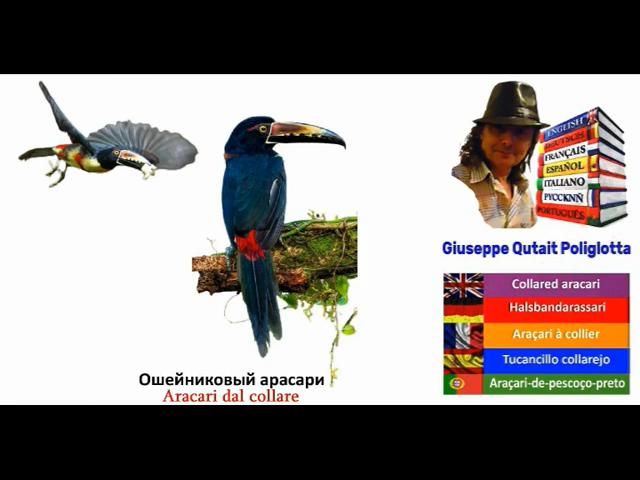 ENGLISH
DEUTSCH
FRANÇAIS
ESPAÑOL
ITALIANO
РУССКNÑ
PORTUGUÊS
Giuseppe Qutait Poliglotta
Collared aracari
Halsbandarassari
Araçari à collier
Tucancillo collarejo
Araçari-de-pescoço-preto
Ошейниковый арасари
Aracari dal collare